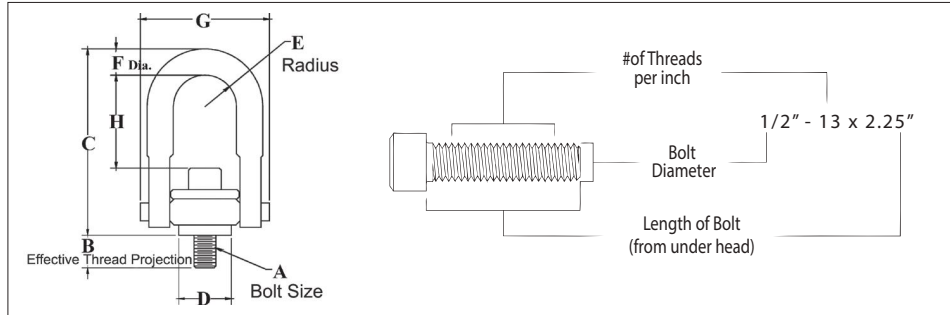 G
E
Radius
F Dia.
H
C
B
Effective Thread Projection
A
Bolt Size
D
#of Threads
per inch
1/2" - 13 x 2.25"
Bolt
Diameter
Length of Bolt
(from under head)